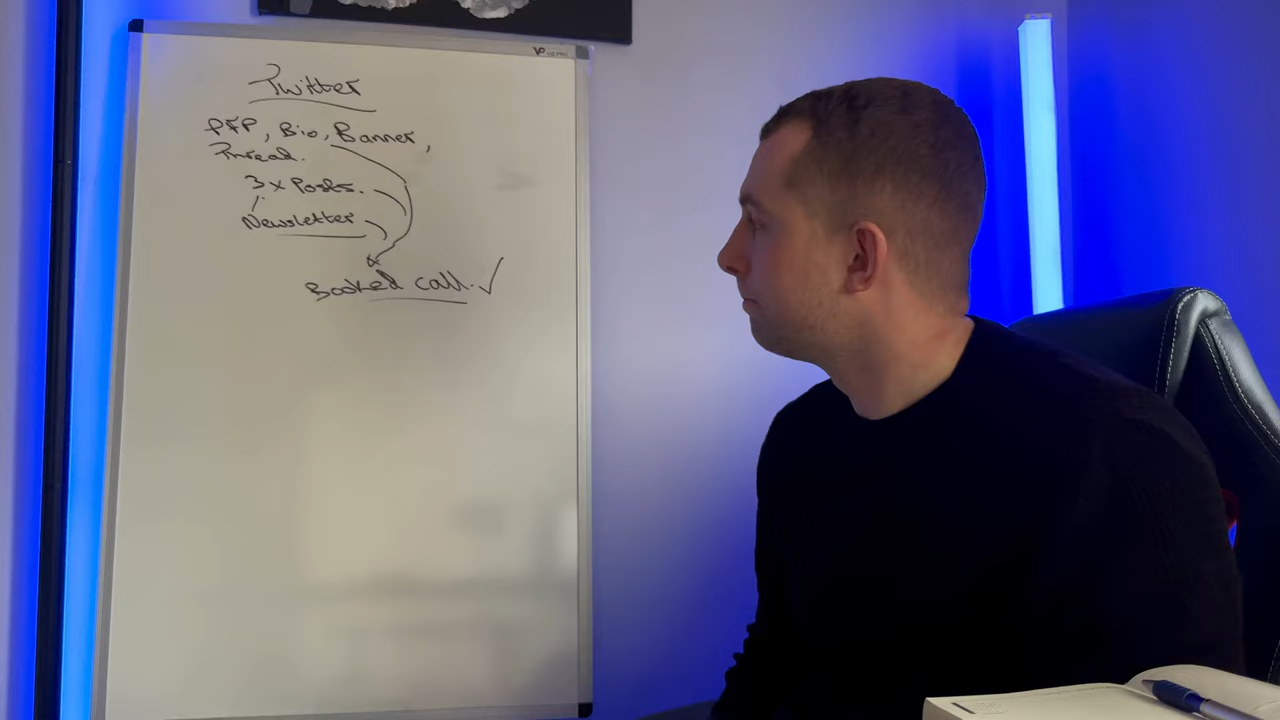 Twitter
PFP, Bio, Banner,
Thread.
3 x Posts.
Newsletter
Booked call. ✓